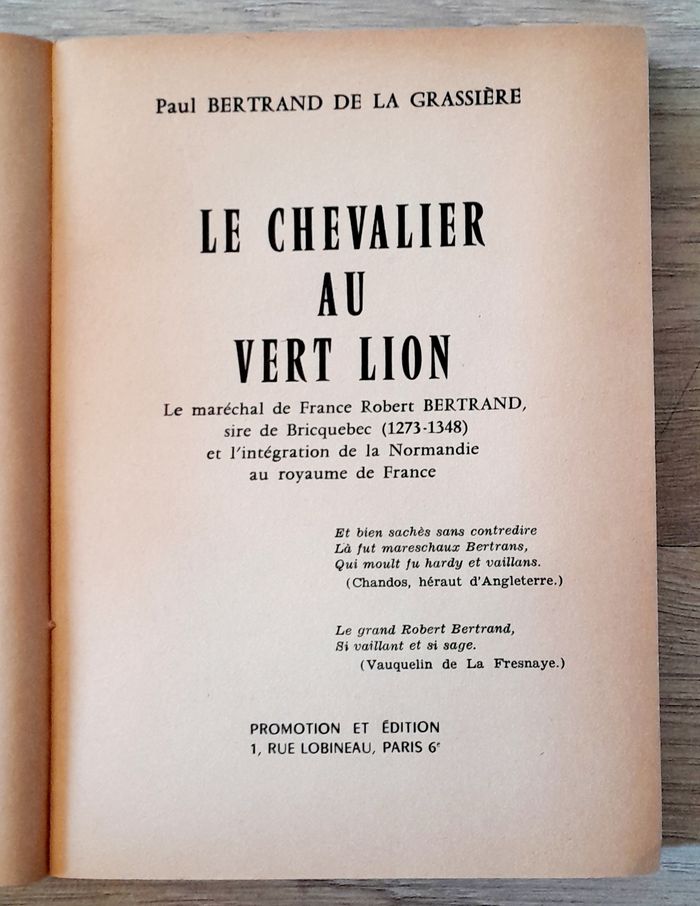 Paul BERTRAND DE LA GRASSIÈRE
LE CHEVALIER
AU
VERT LION
Le maréchal de France Robert BERTRAND,
sire de Bricquebec (1273-1348)
et l'intégration de la Normandie
au royaume de France
Et bien sachès sans contredire
Là fut mareschaux Bertrans,
Qui moult fu hardy et vaillans.
(Chandos, héraut d'Angleterre.)
Le grand Robert Bertrand,
Si vaillant et si sage.
(Vauquelin de La Fresnaye.)
PROMOTION ET ÉDITION
1, RUE LOBINEAU, PARIS 6e